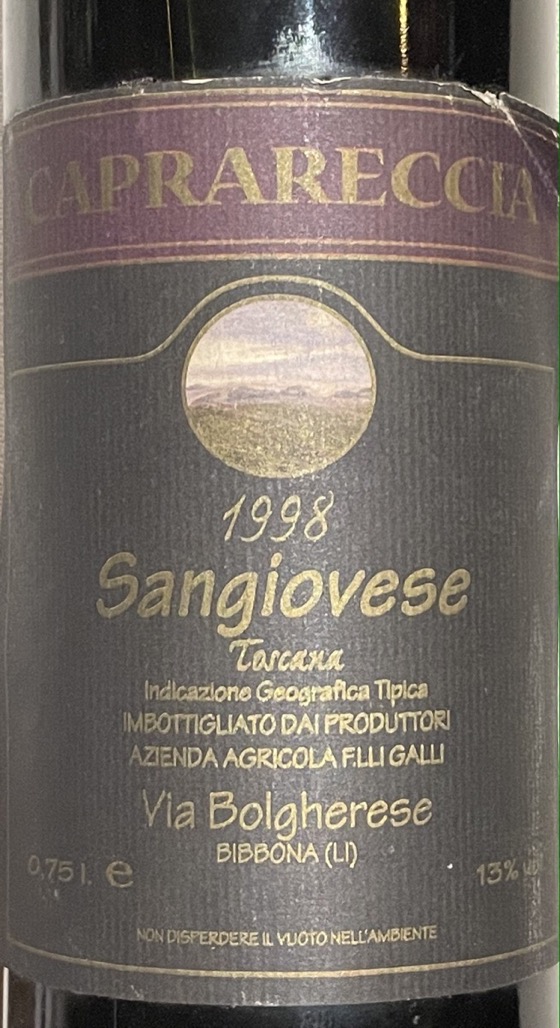 CAPRARECCIA
1998
Sangiovese
Toscana
Indicazione Geografica Tipica
IMBOTTIGLIATO DAI PRODUTTORI
AZIENDA AGRICOLA F.LLI GALLI
Via Bolgherese
BIBBONA (LI)
0,75 l. e 13%
NON DISPERDERE IL VUOTO NELL'AMBIENTE